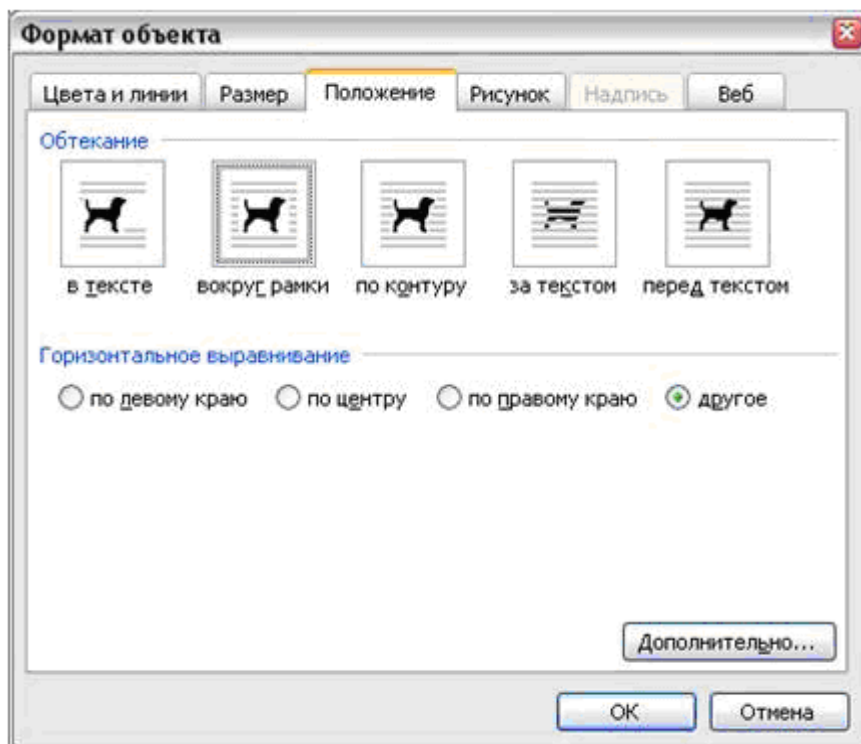 Формат объекта
Цвета и линии Размер Положение Рисунок Надпись Веб
Обтекание
в тексте вокруг рамки по контуру за текстом перед текстом
Горизонтальное выравнивание
по левому краю по центру по правому краю другое
Дополнительно...
ОК Отмена